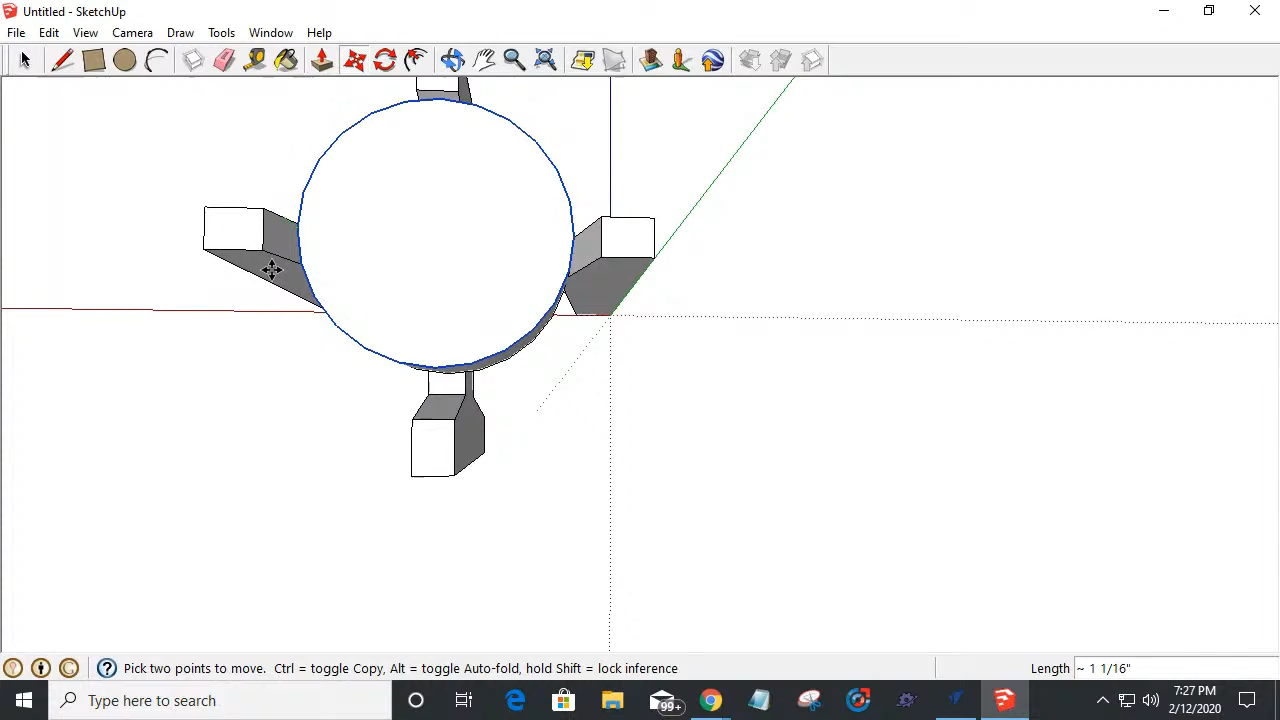 Untitled - SketchUp
File Edit View Camera Draw Tools Window Help
Pick two points to move. Ctrl = toggle Copy, Alt = toggle Auto-fold, hold Shift = lock inference
Length ~ 1 1/16"
Type here to search
99+
7:27 PM
2/12/2020